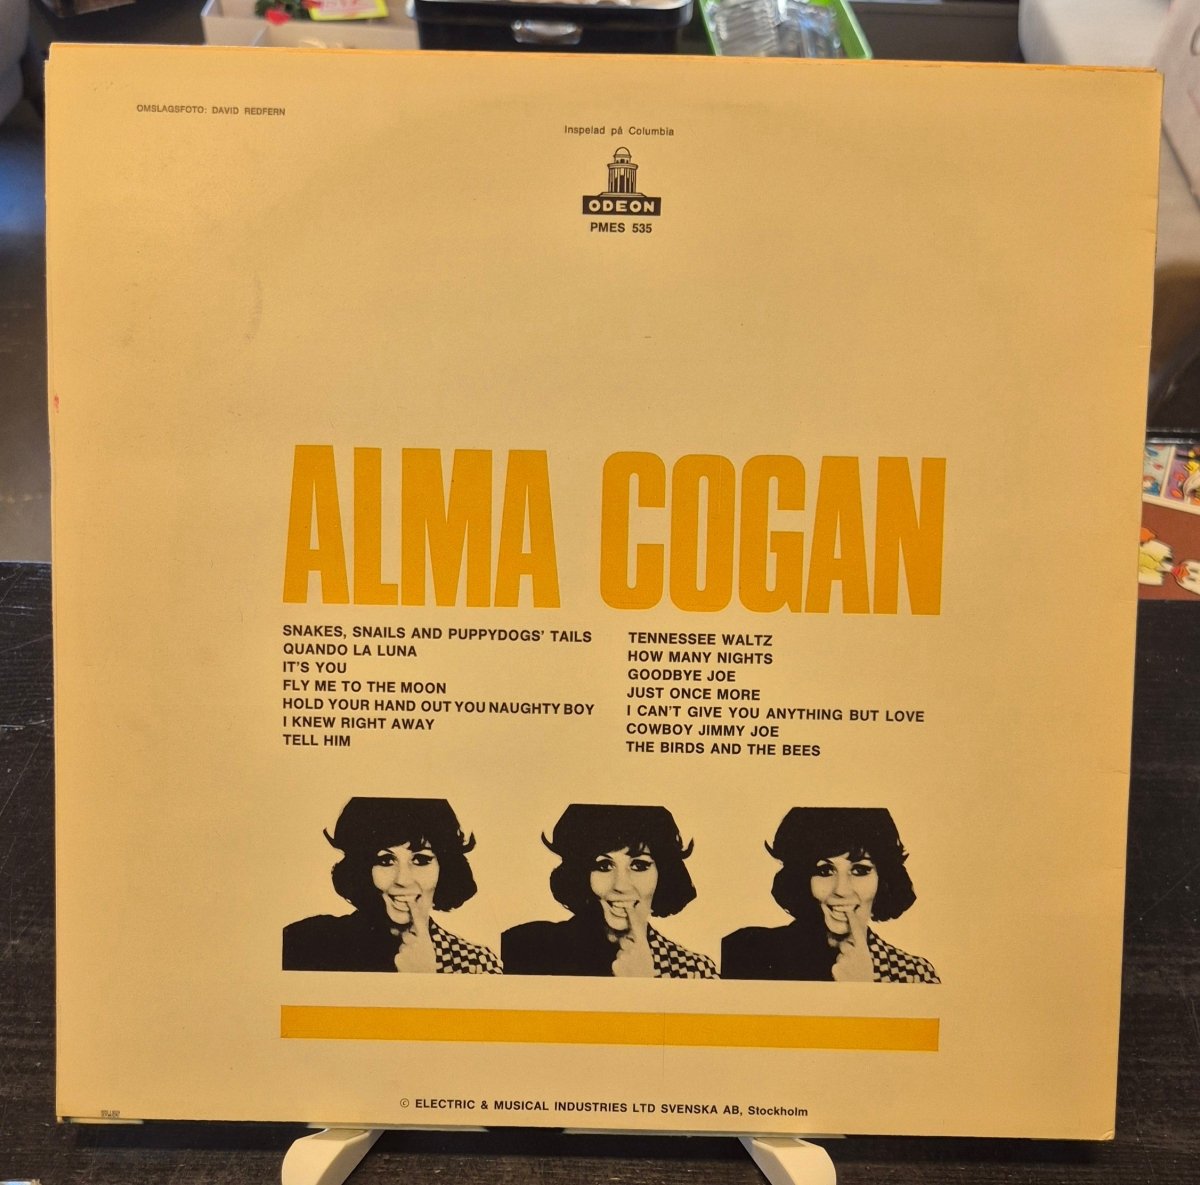 OMSLAGSFOTO: DAVID REDFERN
Inspelad på Columbia
ODEON
PMES 535
ALMA COGAN
SNAKES, SNAILS AND PUPPYDOGS' TAILS
QUANDO LA LUNA
IT'S YOU
FLY ME TO THE MOON
HOLD YOUR HAND OUT YOU NAUGHTY BOY
I KNEW RIGHT AWAY
TELL HIM
TENNESSEE WALTZ
HOW MANY NIGHTS
GOODBYE JOE
JUST ONCE MORE
I CAN'T GIVE YOU ANYTHING BUT LOVE
COWBOY JIMMY JOE
THE BIRDS AND THE BEES
© ELECTRIC & MUSICAL INDUSTRIES LTD SVENSKA AB, Stockholm